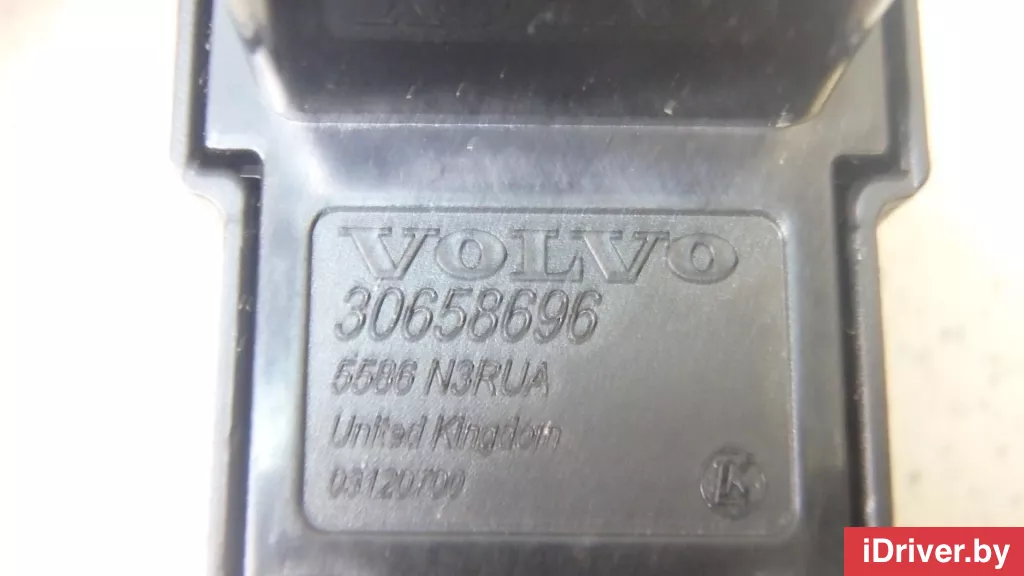 VOLVO
30658696
5586 N3RUA
United Kingdom
03120700
iDriver.by